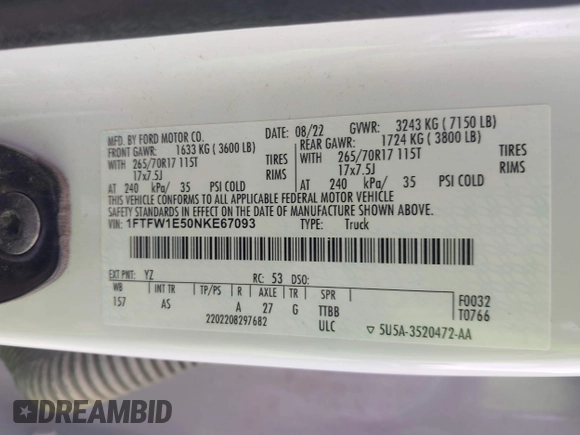 MFD. BY FORD MOTOR CO.
DATE: 08/22 GVWR: 3243 KG ( 7150 LB)
FRONT GAWR: 1633 KG ( 3600 LB) REAR GAWR: 1724 KG ( 3800 LB)
WITH 265/70R17 115T TIRES WITH 265/70R17 115T TIRES
17x7.5J RIMS 17x7.5J RIMS
AT 240 kPa/ 35 PSI COLD AT 240 kPa/ 35 PSI COLD
THIS VEHICLE CONFORMS TO ALL APPLICABLE FEDERAL MOTOR VEHICLE
SAFETY STANDARDS IN EFFECT ON THE DATE OF MANUFACTURE SHOWN ABOVE.
VIN: 1FTFW1E50NKE67093 TYPE: Truck
EXT PNT: YZ RC: 53 DSO:
WB INT TR TP/PS R AXLE TR SPR
157 AS A 27 G TTBB F0032
2202208297682 ULC T0766
▽ 5U5A-3520472-AA
DREAMBID